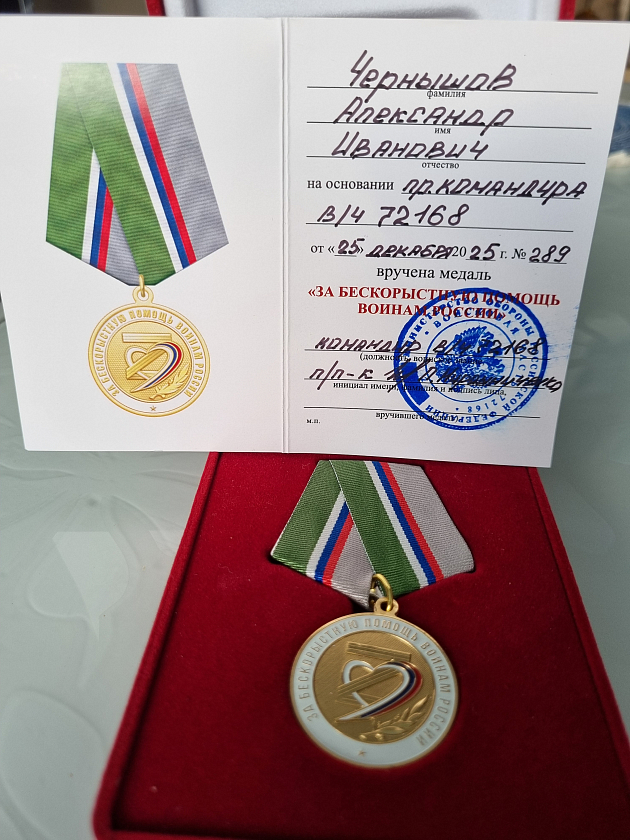 Чернышов
фамилия
Александр
имя
Иванович
отчество
на основании пр.командира
в/ч 72168
от «25» декабря 2025 г. № 289
вручена медаль
«ЗА БЕСКОРЫСТНУЮ ПОМОЩЬ
ВОИНАМ РОССИИ»
командир в/ч 72168
(должность
п/п-к
инициал имени, фамилия и подпись лица,
м.п.
вручившего медаль
ЗА БЕСКОРЫСТНУЮ ПОМОЩЬ ВОИНАМ РОССИИ
ЗА БЕСКОРЫСТНУЮ ПОМОЩЬ ВОИНАМ РОССИИ